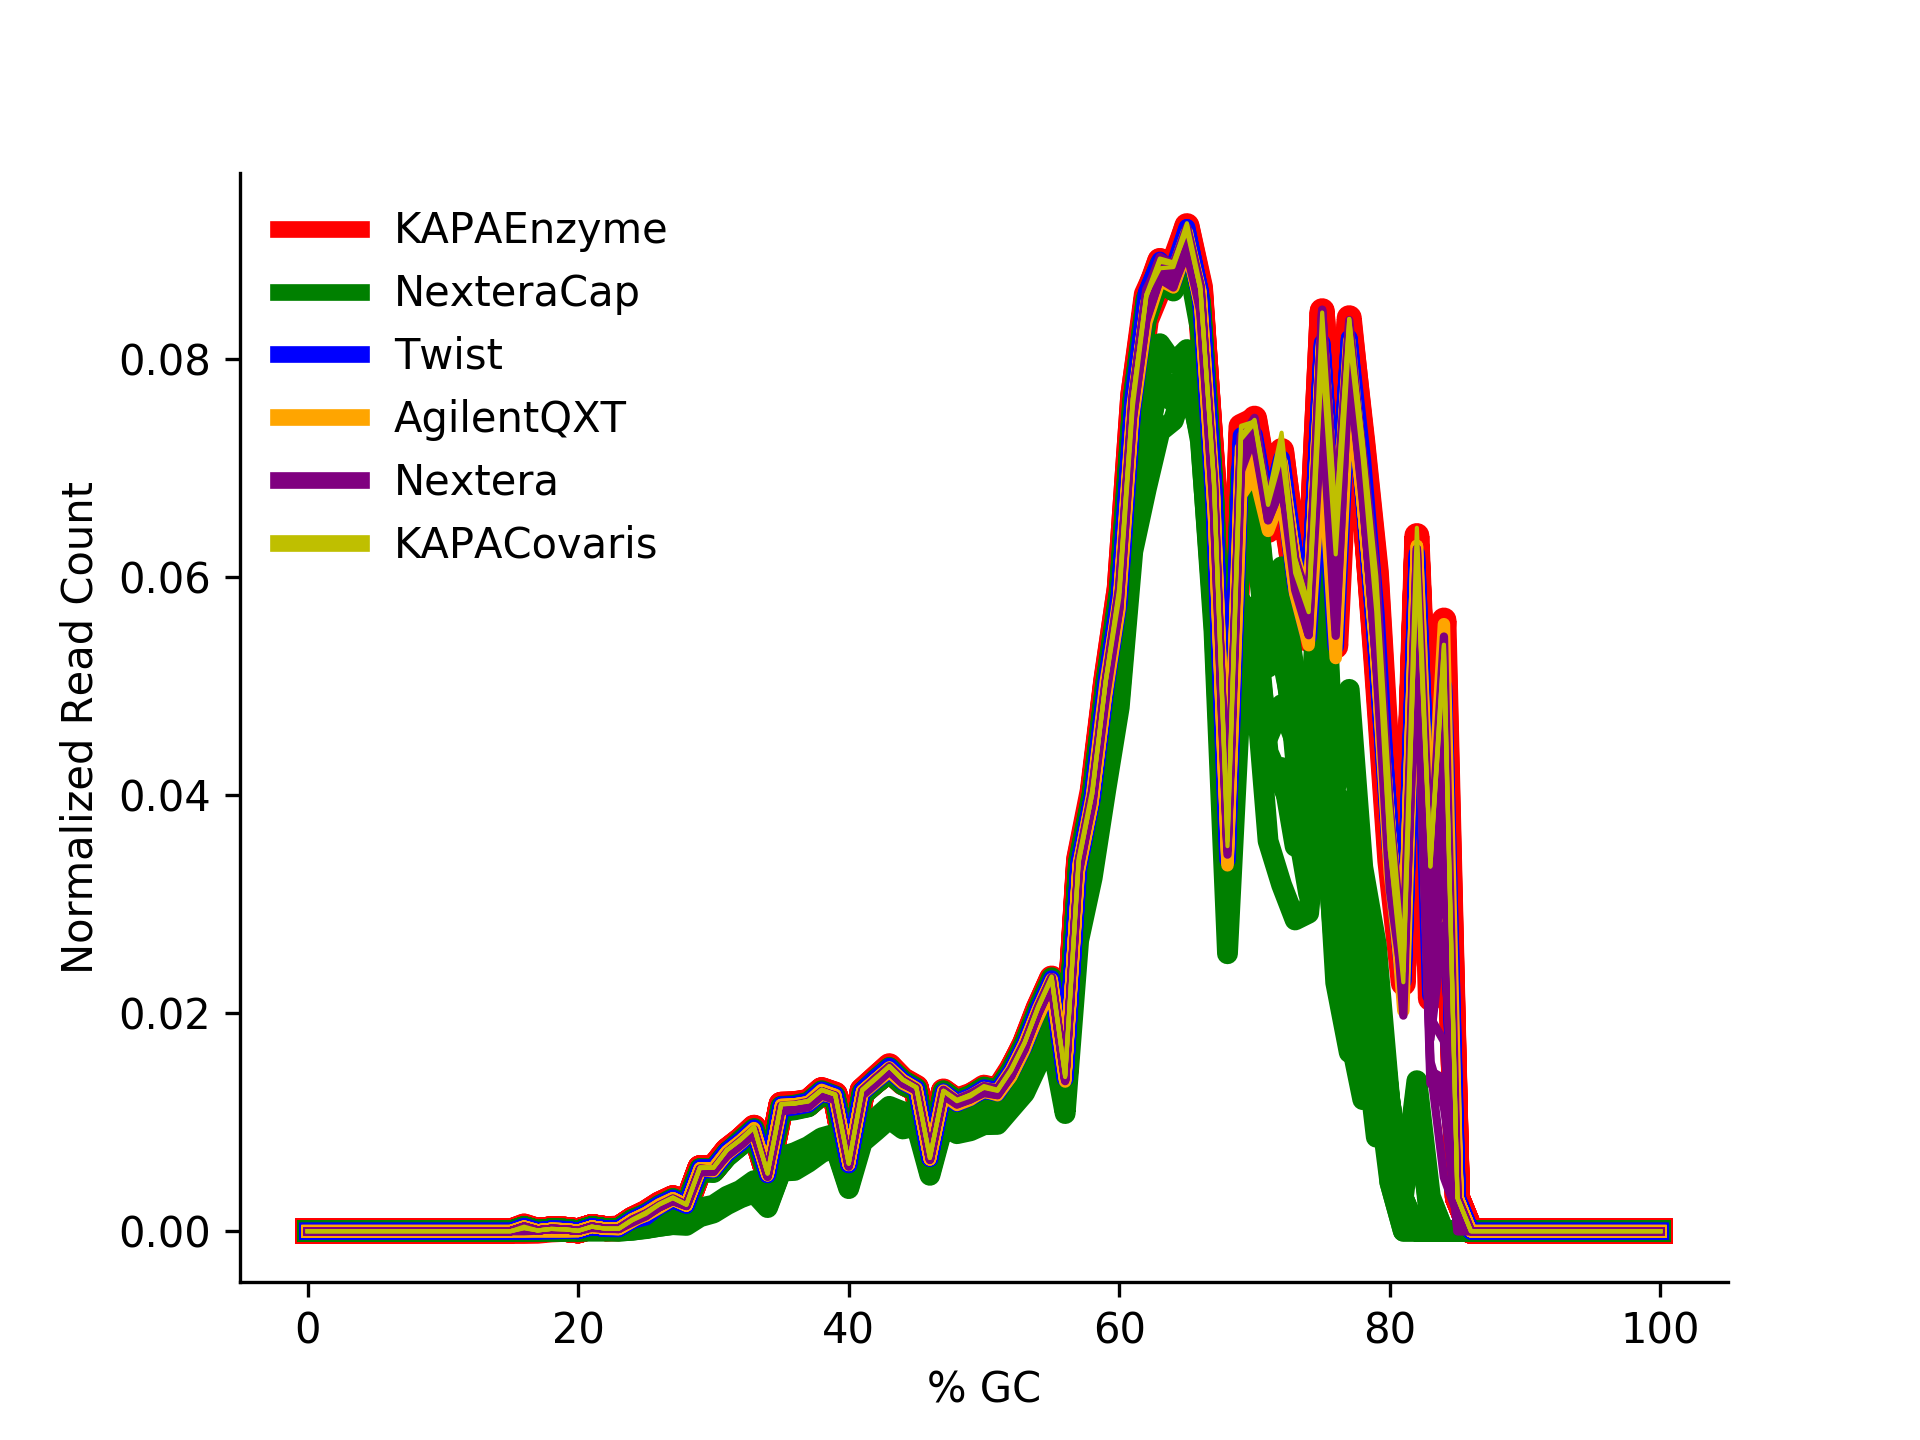 KAPAEnzyme
NexteraCap
Twist
AgilentQXT
Nextera
KAPACovaris
0.08
0.06
0.04
0.02
0.00
Normalized Read Count
0 20 40 60 80 100
% GC